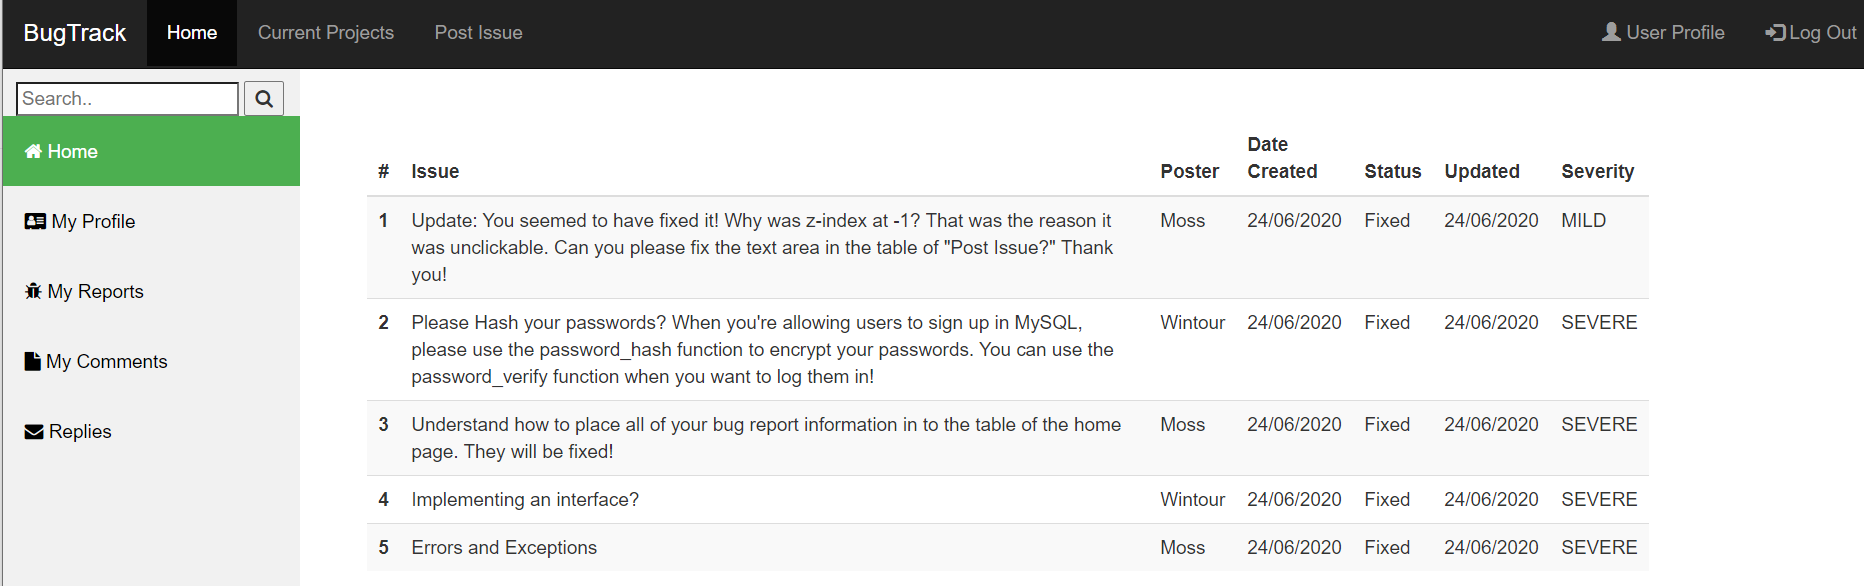 BugTrack Home Current Projects Post Issue User Profile Log Out
Search..
Home
My Profile
My Reports
My Comments
Replies
# Issue Poster Date Created Status Updated Severity
1 Update: You seemed to have fixed it! Why was z-index at -1? That was the reason it Moss 24/06/2020 Fixed 24/06/2020 MILD
was unclickable. Can you please fix the text area in the table of "Post Issue?" Thank
you!
2 Please Hash your passwords? When you're allowing users to sign up in MySQL, Wintour 24/06/2020 Fixed 24/06/2020 SEVERE
please use the password_hash function to encrypt your passwords. You can use the
password_verify function when you want to log them in!
3 Understand how to place all of your bug report information in to the table of the home Moss 24/06/2020 Fixed 24/06/2020 SEVERE
page. They will be fixed!
4 Implementing an interface? Wintour 24/06/2020 Fixed 24/06/2020 SEVERE
5 Errors and Exceptions Moss 24/06/2020 Fixed 24/06/2020 SEVERE